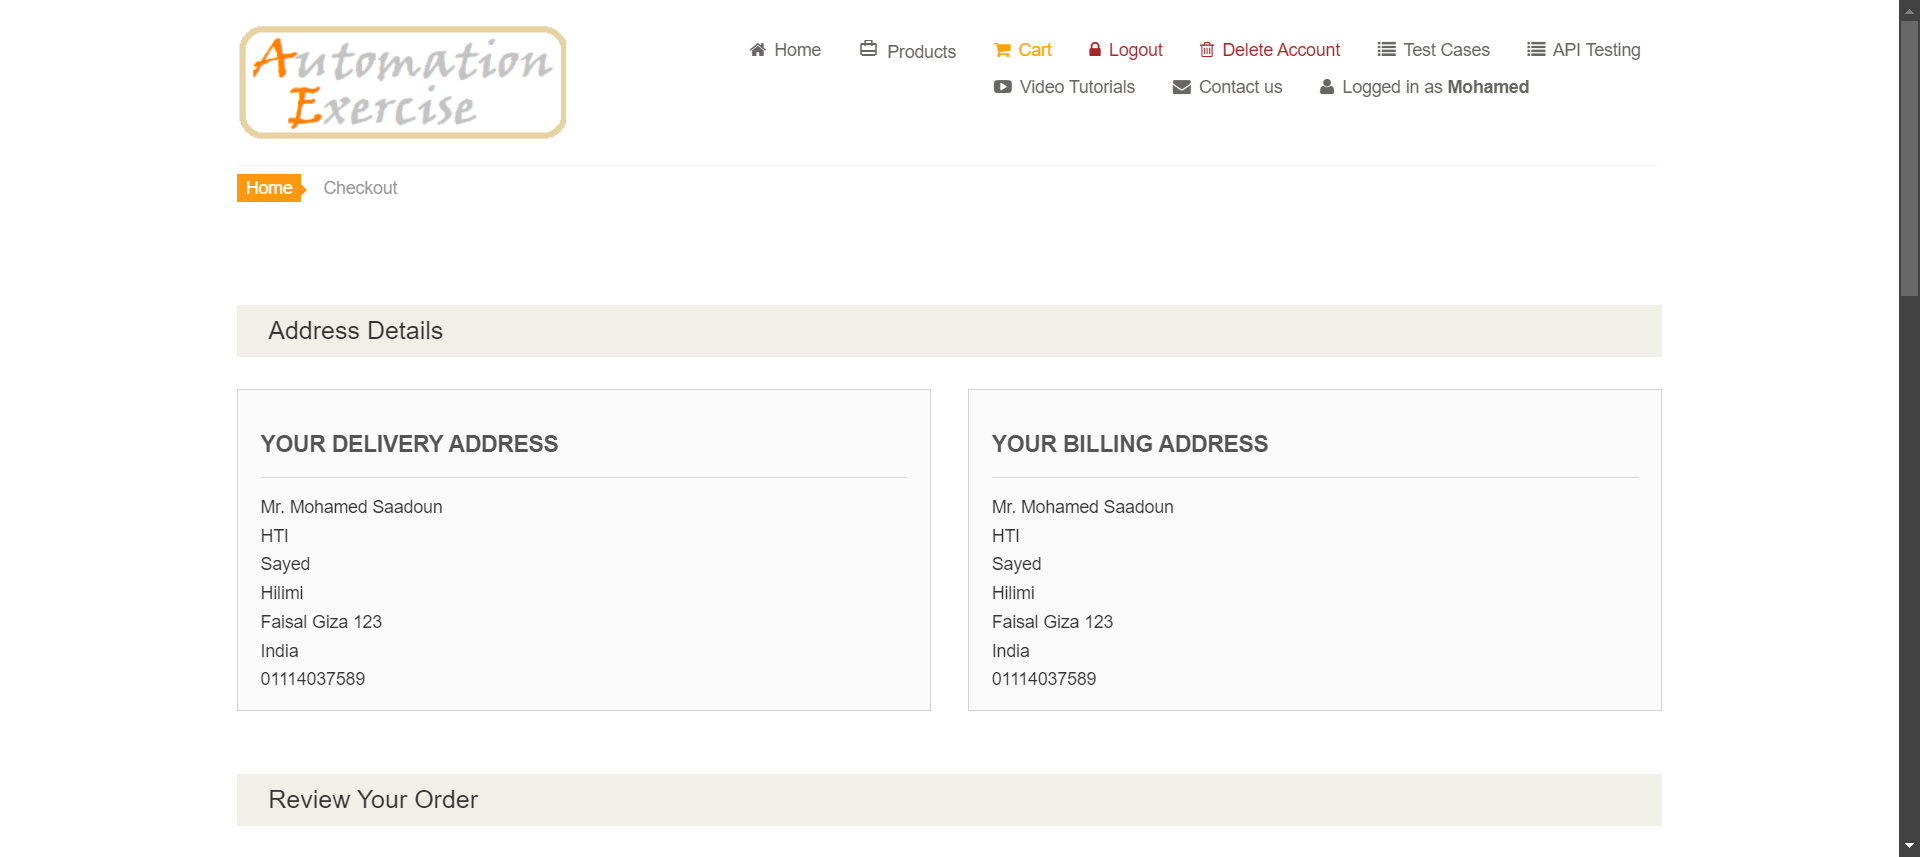 Automation
Exercise
Home Products Cart Logout Delete Account Test Cases API Testing
Video Tutorials Contact us Logged in as Mohamed
Home Checkout
Address Details
YOUR DELIVERY ADDRESS
Mr. Mohamed Saadoun
HTI
Sayed
Hilimi
Faisal Giza 123
India
01114037589
YOUR BILLING ADDRESS
Mr. Mohamed Saadoun
HTI
Sayed
Hilimi
Faisal Giza 123
India
01114037589
Review Your Order